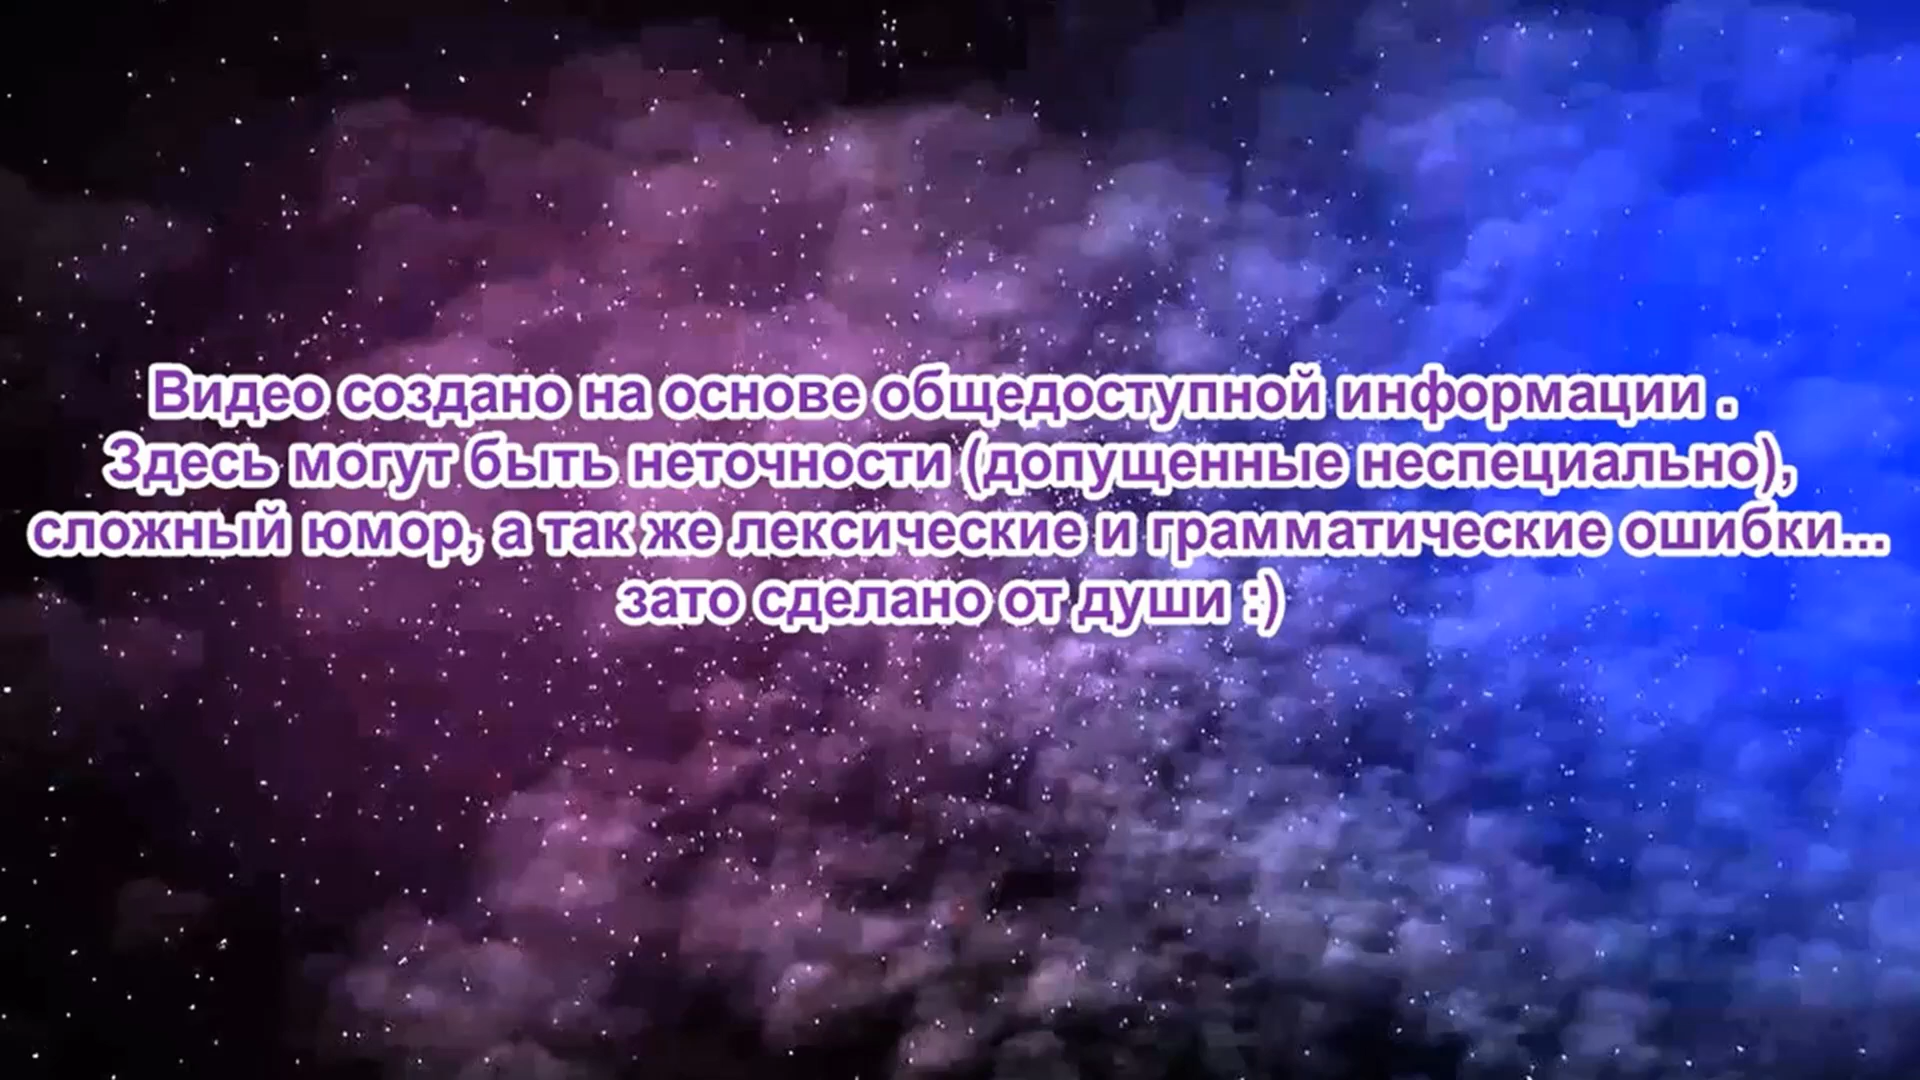 Видео создано на основе общедоступной информации .
Здесь могут быть неточности (допущенные неспециально),
сложный юмор, а так же лексические и грамматические ошибки...
зато сделано от души :)